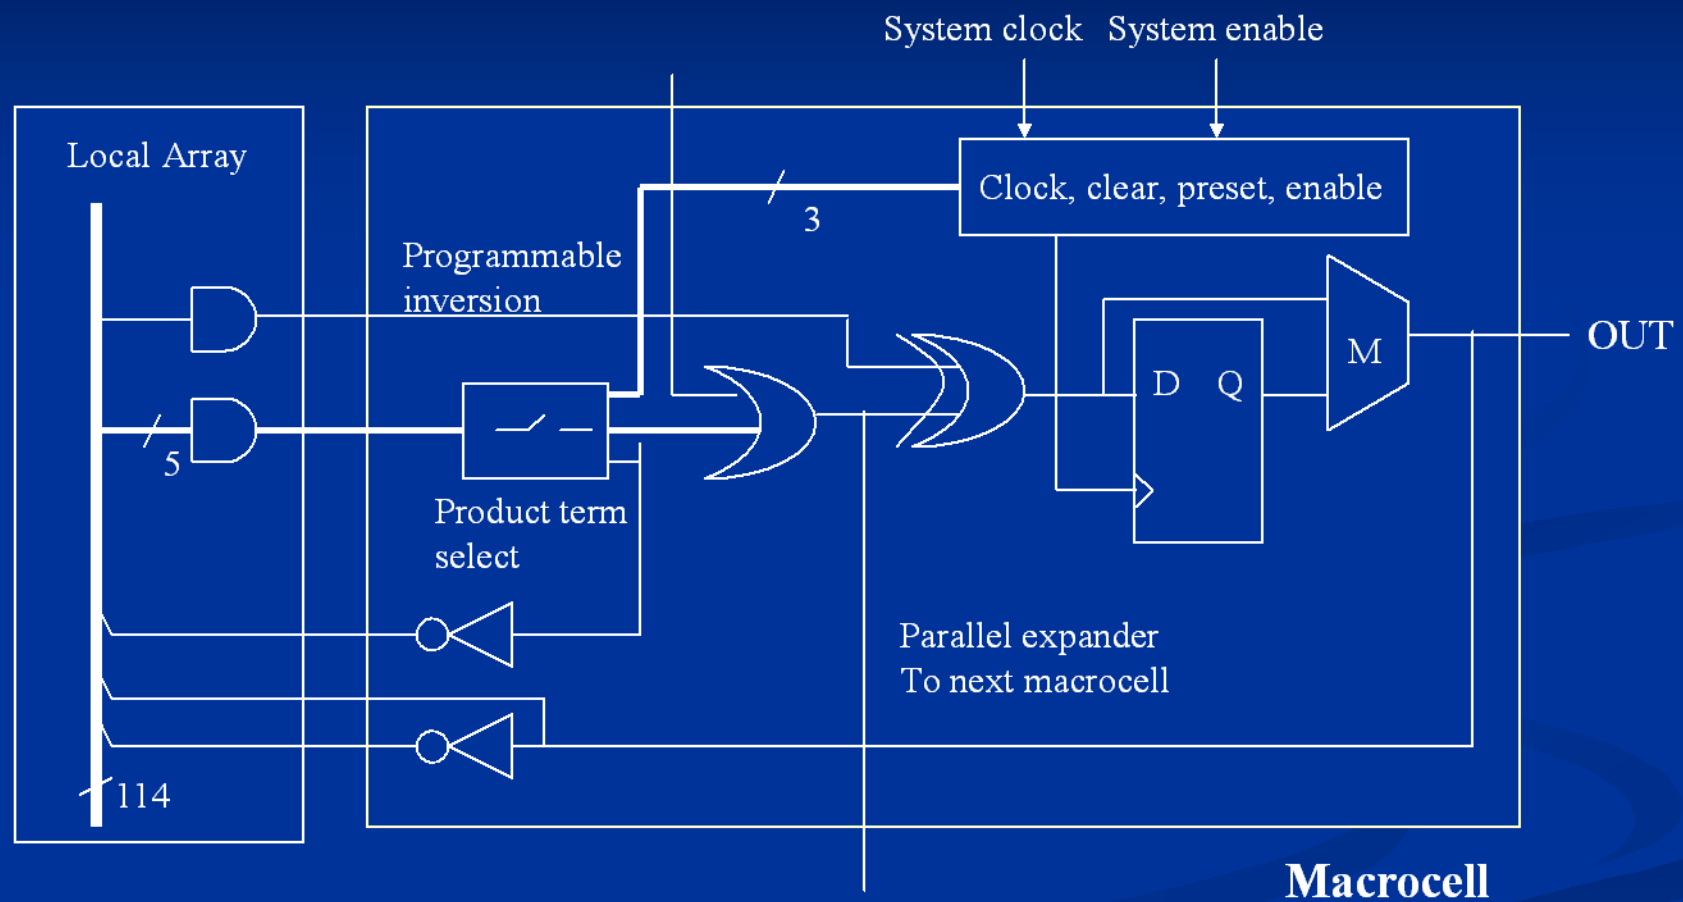 System clock
System enable
Local Array
Clock, clear, preset, enable
3
Programmable
inversion
OUT
M
D
Q
5
Product term
select
Parallel expander
To next macrocell
114
Macrocell